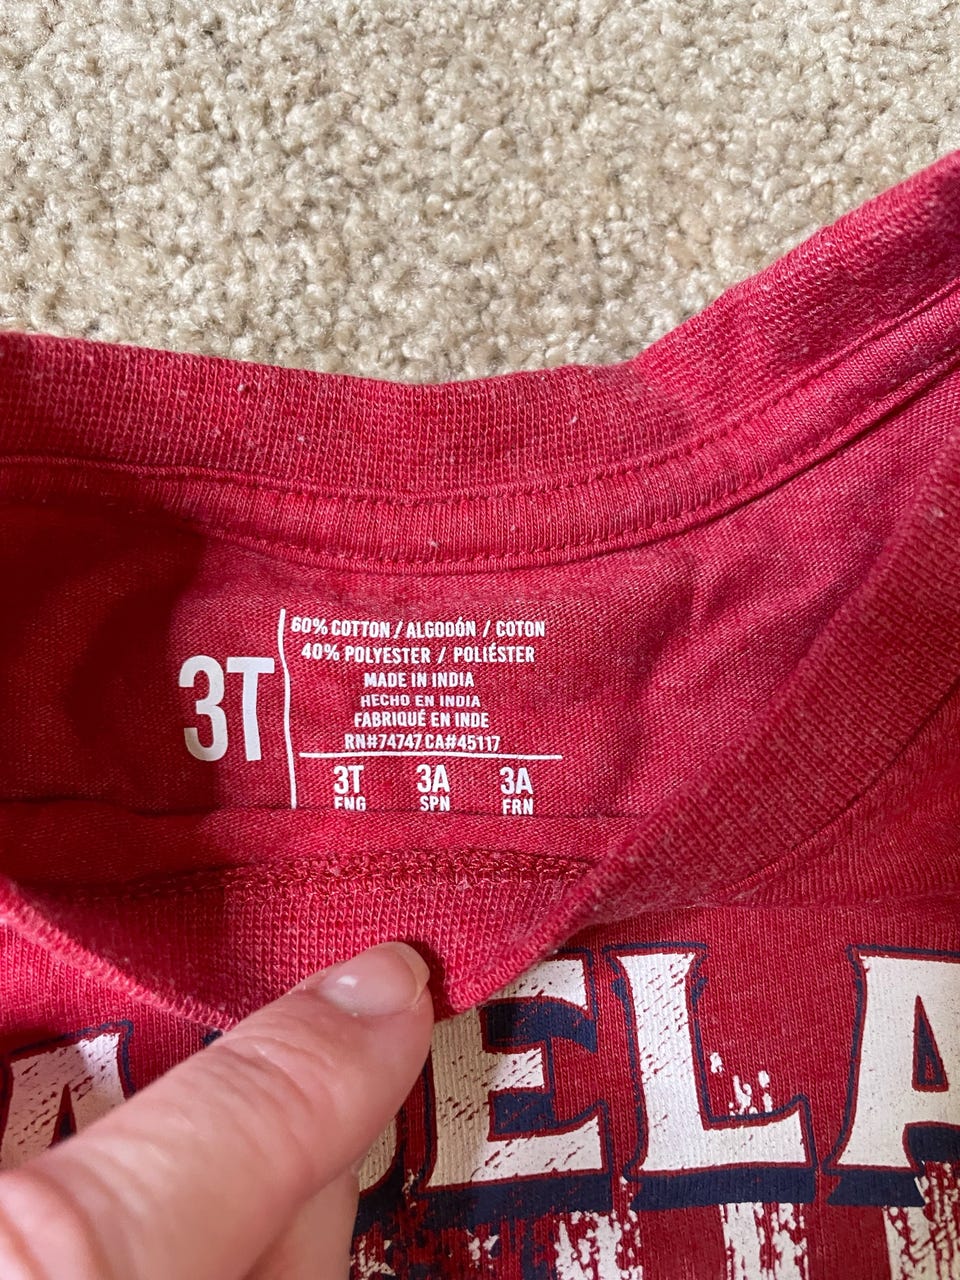 3T
60% COTTON / ALGODÓN / COTON
40% POLYESTER / POLIÉSTER
MADE IN INDIA
HECHO EN INDIA
FABRIQUÉ EN INDE
RN#74747 CA#45117
3T 3A 3A
ENG SPN FRN